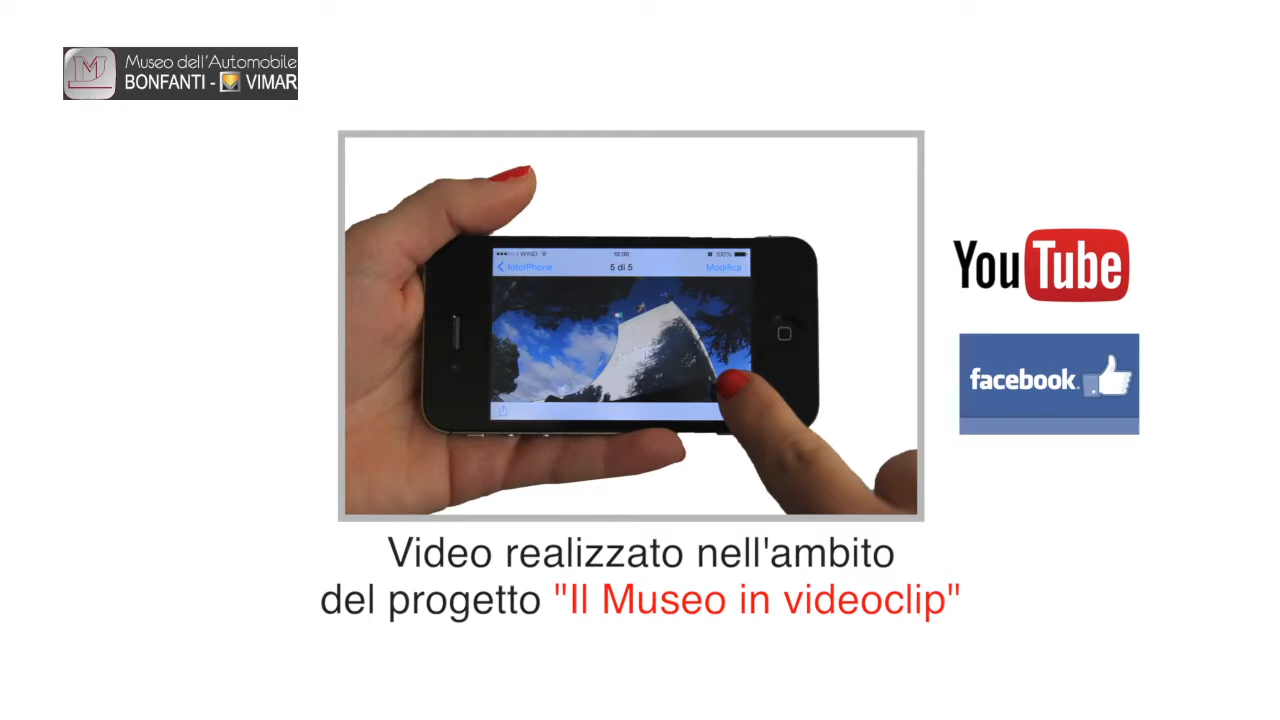 Museo dell'Automobile
BONFANTI - VIMAR
WIND 10:00 100%
fotoiPhone 5 di 5 Modifica
YouTube
facebook.
Video realizzato nell'ambito
del progetto "Il Museo in videoclip"